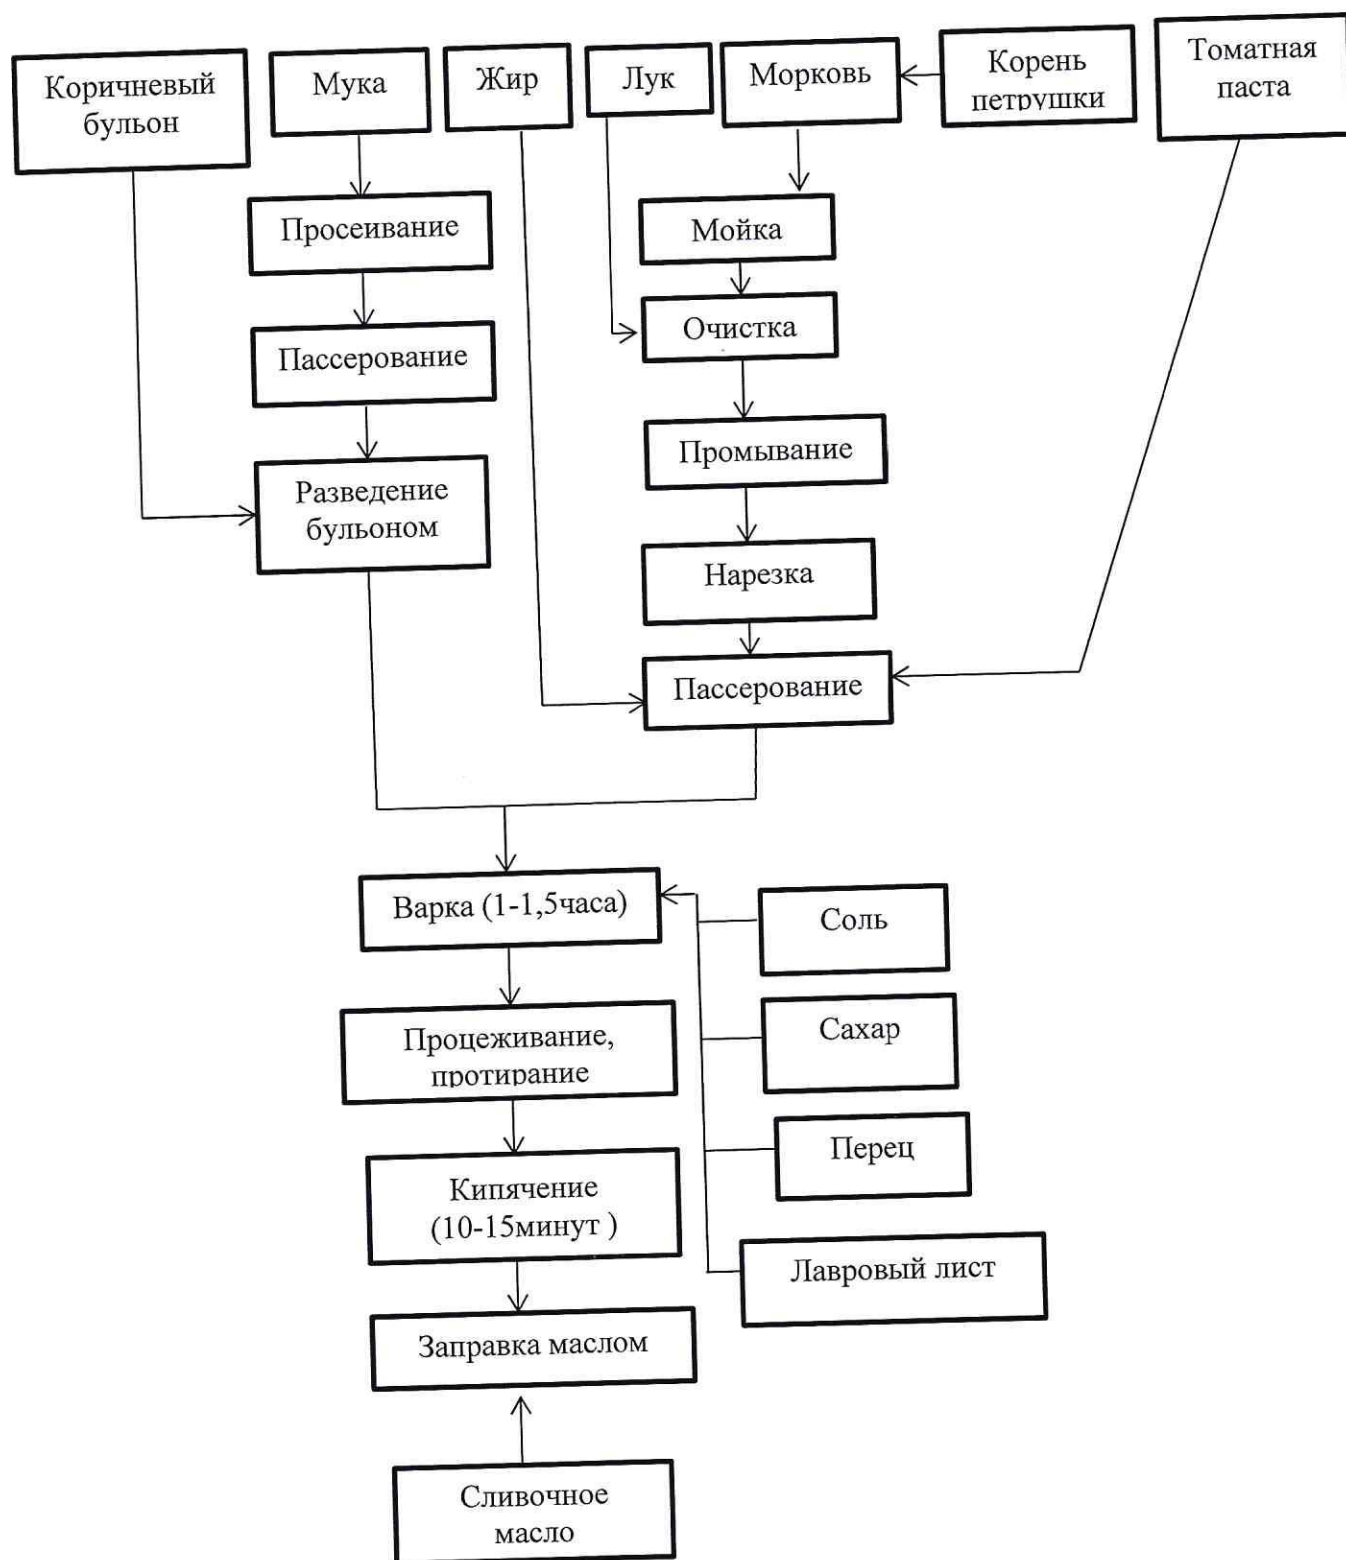 Коричневый
бульон
Мука
Жир
Лук
Морковь
Корень
петрушки
Томатная
паста
Просеивание
Мойка
Пассерование
Очистка
Разведение
бульоном
Промывание
Нарезка
Пассерование
Варка (1-1,5часа)
Соль
Процеживание,
протирание
Сахар
Перец
Кипячение
(10-15минут )
Лавровый лист
Заправка маслом
Сливочное
масло